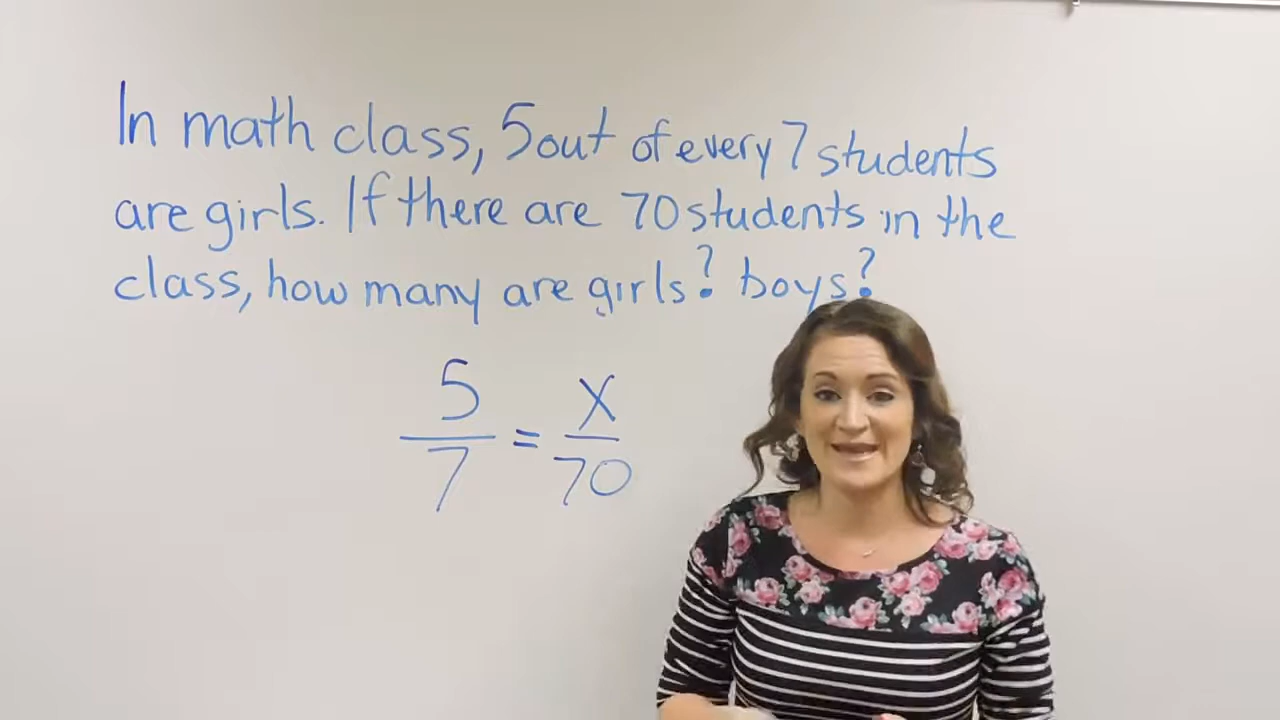 In math class, 5 out of every 7 students
are girls. If there are 70 students in the
class, how many are girls? boys?
5/7 = x/70